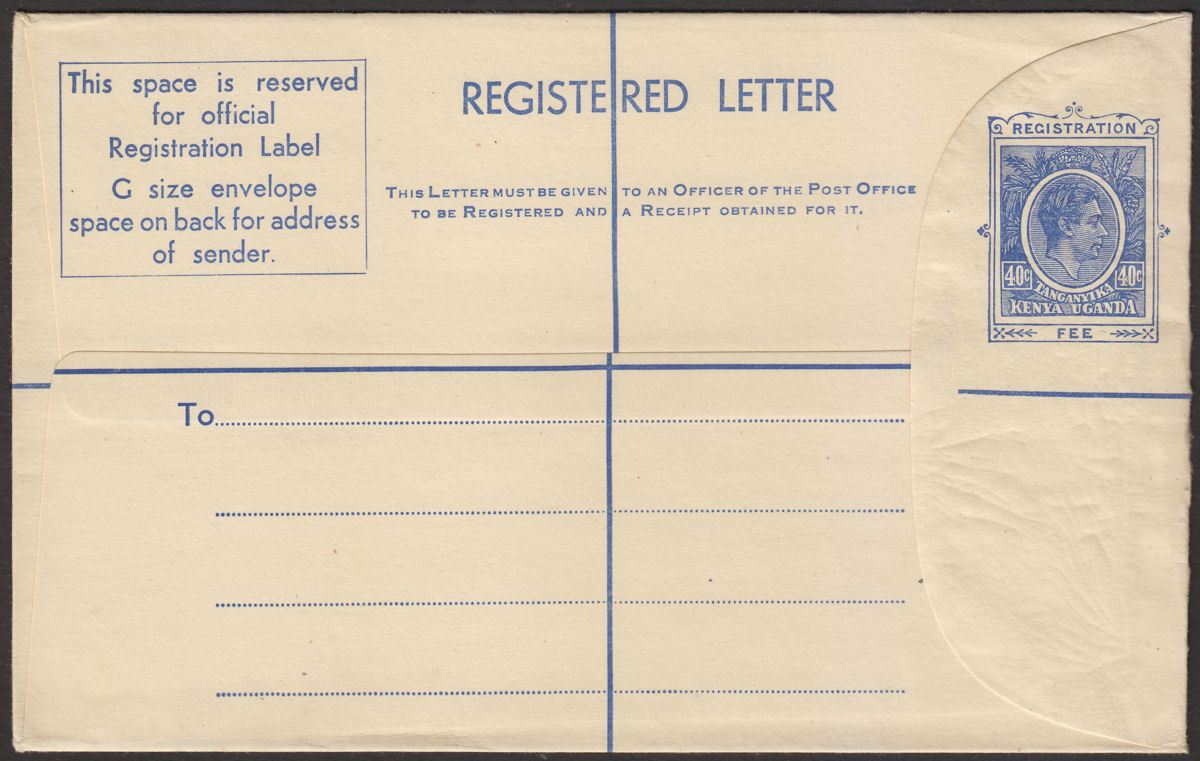 This space is reserved
for official
Registration Label
G size envelope
space on back for address
of sender.
REGISTERED LETTER
THIS LETTER MUST BE GIVEN TO AN OFFICER OF THE POST OFFICE
TO BE REGISTERED AND A RECEIPT OBTAINED FOR IT.
REGISTRATION
40c 40c
TANGANYIKA
KENYA UGANDA
FEE
To